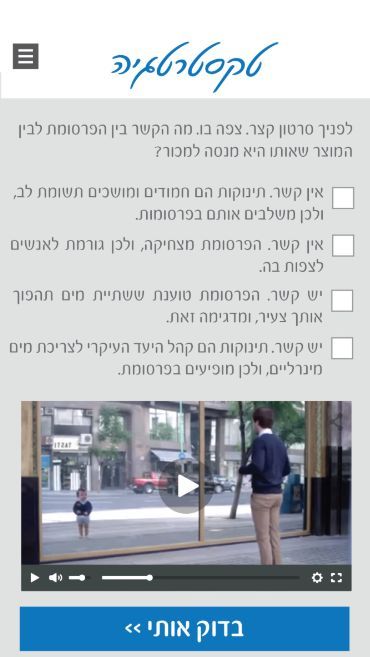 טקסטרטגיה
לפניך סרטון קצר. צפה בו. מה הקשר בין הפרסומת לבין
המוצר שאותו היא מנסה למכור?
אין קשר. תינוקות הם חמודים ומושכים תשומת לב,
ולכן משלבים אותם בפרסומות.
אין קשר. הפרסומת מצחיקה, ולכן גורמת לאנשים
לצפות בה.
יש קשר. הפרסומת טוענת ששתיית מים תהפוך
אותך צעיר, ומדגימה זאת.
יש קשר. תינוקות הם קהל היעד העיקרי לצריכת מים
מינרליים, ולכן מופיעים בפרסומת.
בדוק אותי >>